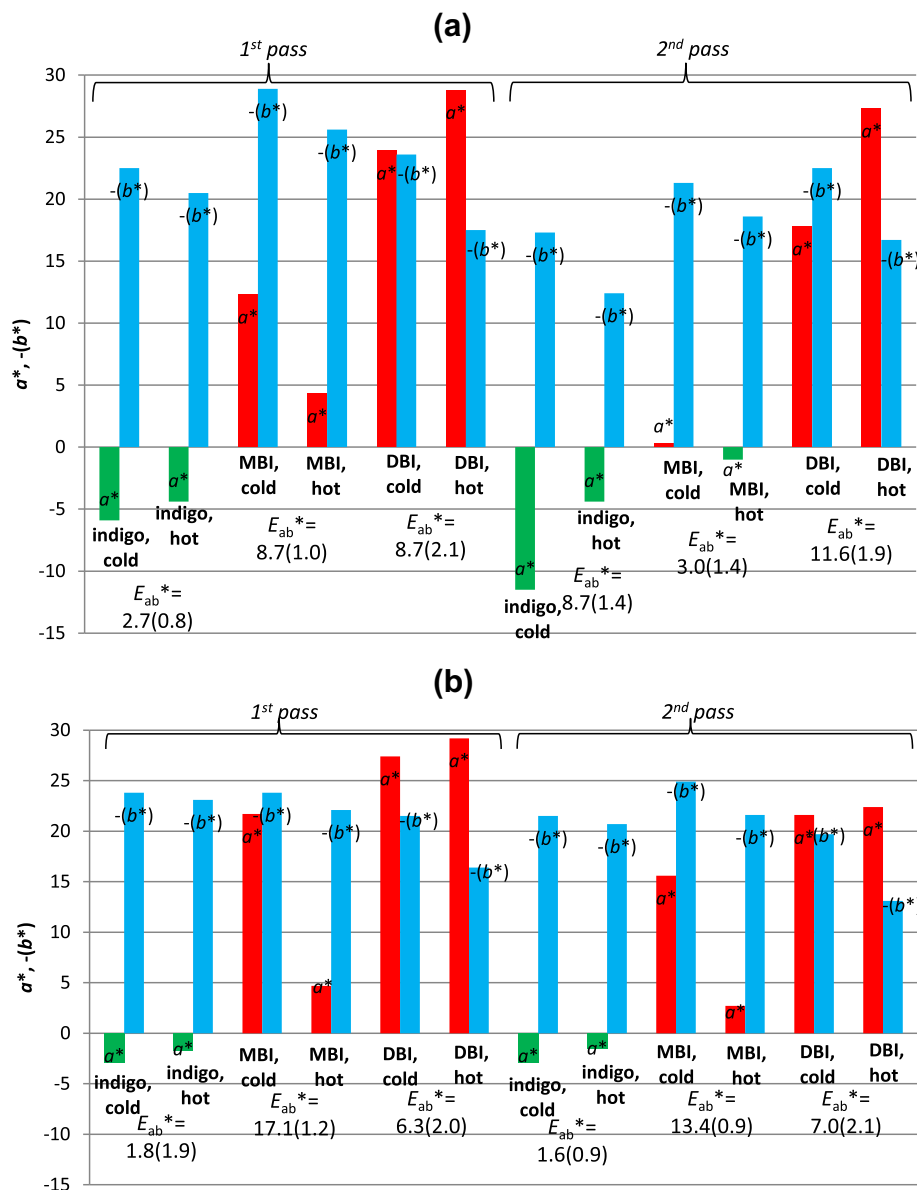 (a)
1st pass
2nd pass
30
25
20
15
10
5
0
-5
-10
-15
a*, -(b*)
a*
-(b*)
a*
-(b*)
a*
-(b*)
a*
-(b*)
a*
-(b*)
a*
-(b*)
a*
-(b*)
a*
-(b*)
a*
-(b*)
a*
-(b*)
a*
-(b*)
a*
-(b*)
indigo,
cold
indigo,
hot
MBI,
cold
MBI,
hot
DBI,
cold
DBI,
hot
indigo,
cold
indigo,
hot
MBI,
cold
MBI,
hot
DBI,
cold
DBI,
hot
Eab*=
2.7(0.8)
Eab*=
8.7(1.0)
Eab*=
8.7(2.1)
Eab*=
8.7(1.4)
Eab*=
3.0(1.4)
Eab*=
11.6(1.9)
(b)
1st pass
2nd pass
30
25
20
15
10
5
0
-5
-10
-15
a*, -(b*)
a*
-(b*)
a*
-(b*)
a*
-(b*)
a*
-(b*)
a*
-(b*)
a*
-(b*)
a*
-(b*)
a*
-(b*)
a*
-(b*)
a*
-(b*)
a*
-(b*)
a*
-(b*)
indigo,
cold
indigo,
hot
MBI,
cold
MBI,
hot
DBI,
cold
DBI,
hot
indigo,
cold
indigo,
hot
MBI,
cold
MBI,
hot
DBI,
cold
DBI,
hot
Eab*=
1.8(1.9)
Eab*=
17.1(1.2)
Eab*=
6.3(2.0)
Eab*=
1.6(0.9)
Eab*=
13.4(0.9)
Eab*=
7.0(2.1)